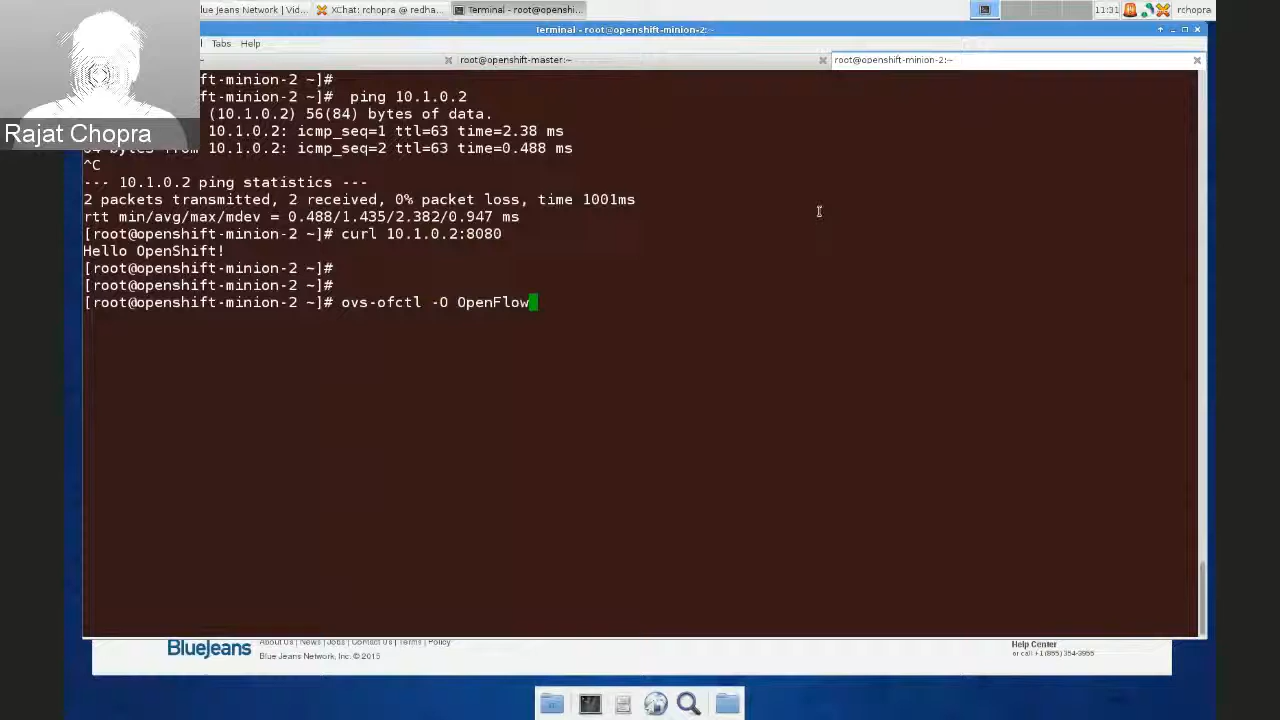 lue Jeans Network | Vid... XChat: rchopra @ redha... Terminal - root@openshi... 11:31 rchopra
Terminal - root@openshift-minion-2:~
Tabs Help
root@openshift-master:~ root@openshift-minion-2:~
ft-minion-2 ~]#
ft-minion-2 ~]#  ping 10.1.0.2
(10.1.0.2) 56(84) bytes of data.
10.1.0.2: icmp_seq=1 ttl=63 time=2.38 ms
Rajat Chopra
64 bytes from 10.1.0.2: icmp_seq=2 ttl=63 time=0.488 ms
^C
--- 10.1.0.2 ping statistics ---
2 packets transmitted, 2 received, 0% packet loss, time 1001ms
rtt min/avg/max/mdev = 0.488/1.435/2.382/0.947 ms
[root@openshift-minion-2 ~]# curl 10.1.0.2:8080
Hello OpenShift!
[root@openshift-minion-2 ~]#
[root@openshift-minion-2 ~]#
[root@openshift-minion-2 ~]# ovs-ofctl -O OpenFlow
BlueJeans
About Us | News | Jobs | Contact Us | Terms | Policy
Blue Jeans Network, Inc. © 2015
Help Center
or call +1 (855) 354-3955